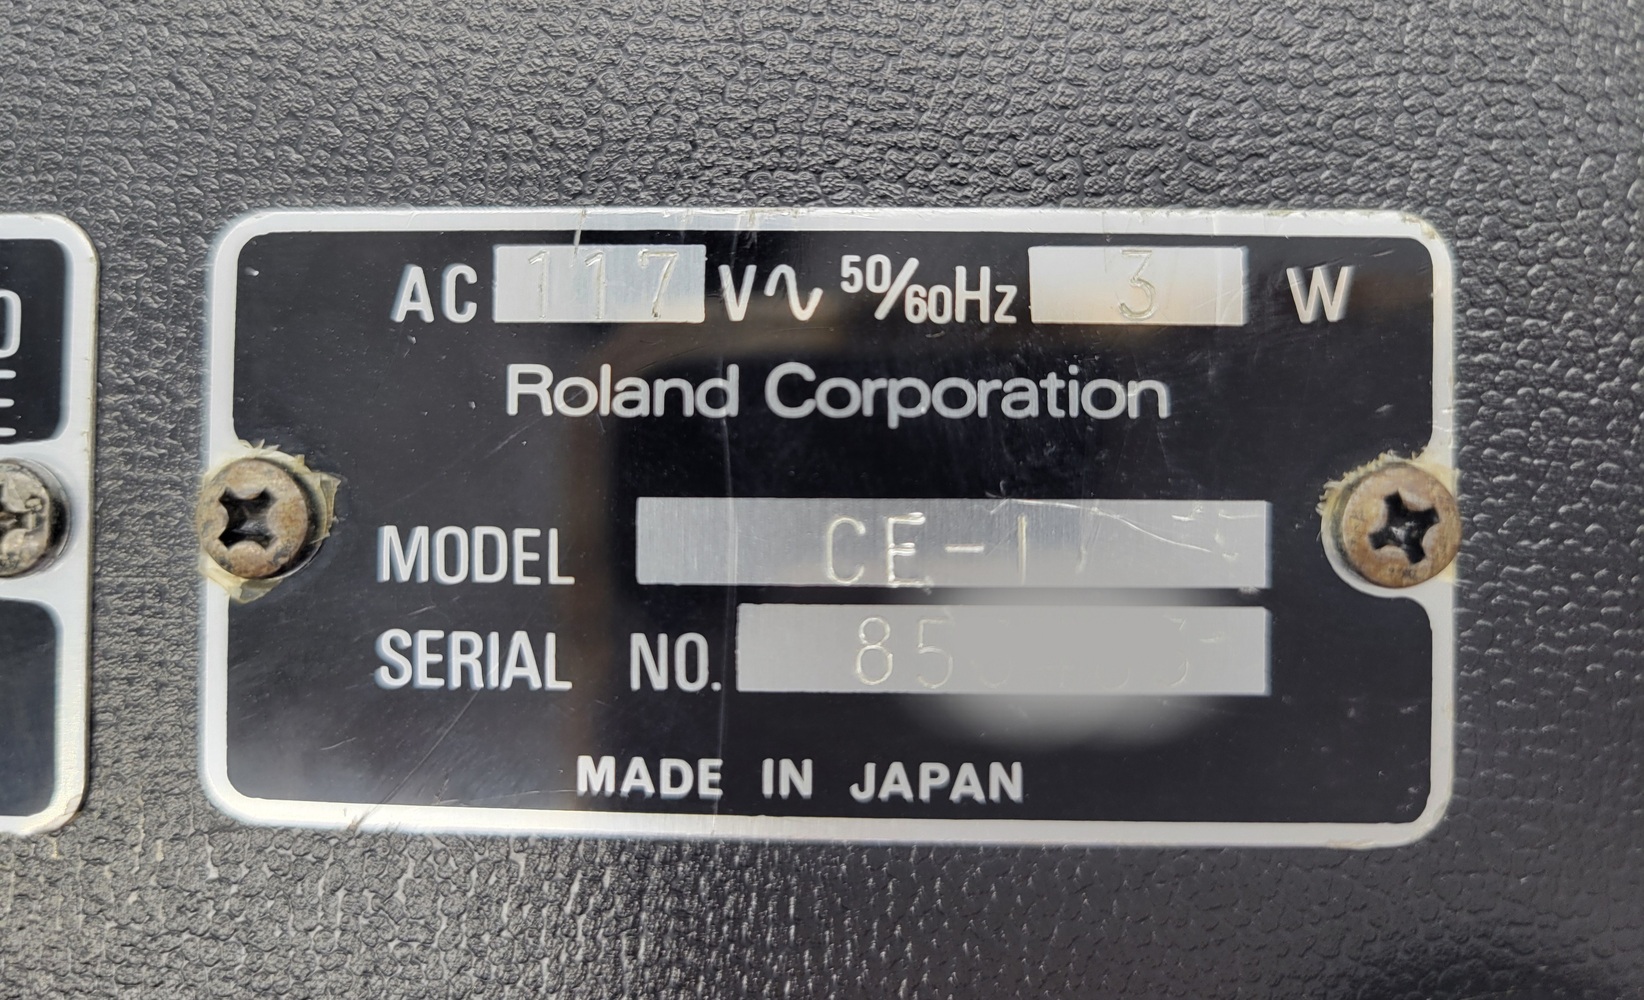 AC 117 V∿ 50/60Hz 3 W
Roland Corporation
MODEL CE-1
SERIAL NO. 85
MADE IN JAPAN